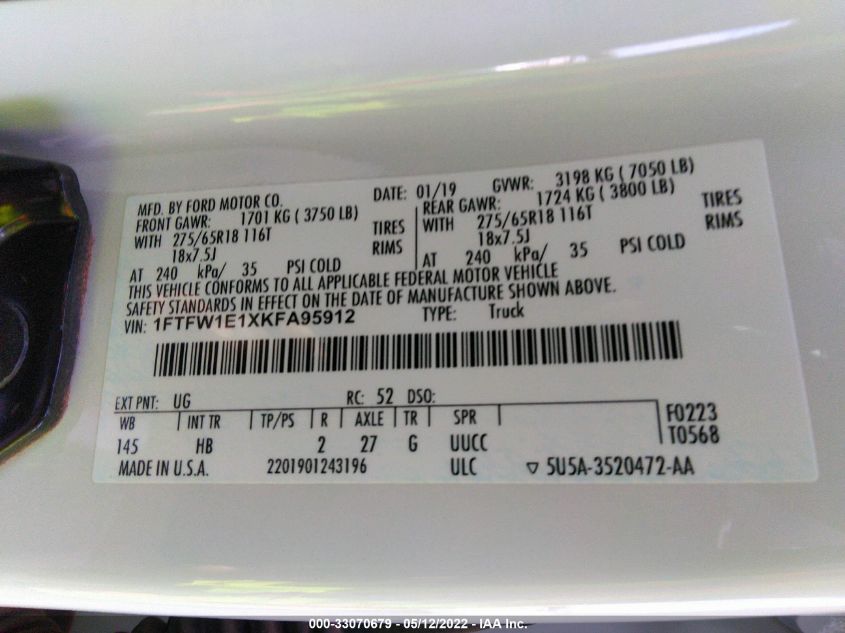 MFD. BY FORD MOTOR CO. DATE: 01/19 GVWR: 3198 KG ( 7050 LB)
FRONT GAWR: 1701 KG ( 3750 LB) REAR GAWR: 1724 KG ( 3800 LB)
WITH 275/65R18 116T TIRES WITH 275/65R18 116T TIRES
18x7.5J RIMS 18x7.5J RIMS
AT 240 kPa/ 35 PSI COLD AT 240 kPa/ 35 PSI COLD
THIS VEHICLE CONFORMS TO ALL APPLICABLE FEDERAL MOTOR VEHICLE
SAFETY STANDARDS IN EFFECT ON THE DATE OF MANUFACTURE SHOWN ABOVE.
VIN: 1FTFW1E1XKFA95912 TYPE: Truck
EXT PNT: UG RC: 52 DSO:
WB INT TR TP/PS R AXLE TR SPR F0223
145 HB 2 27 G UUCC T0568
MADE IN U.S.A. 2201901243196 ULC ▽ 5U5A-3520472-AA
000-33070679 - 05/12/2022 - IAA Inc.